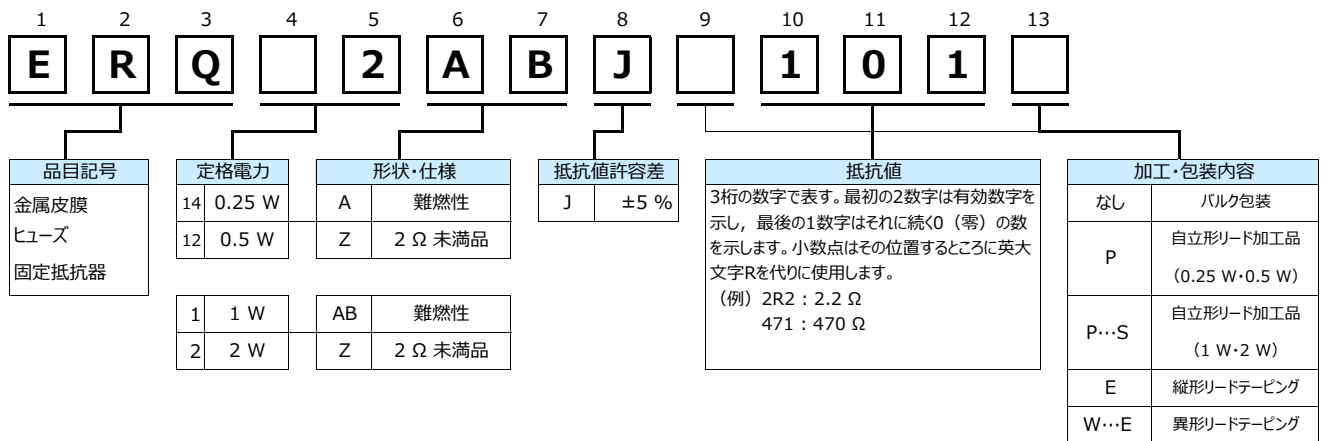 1 2 3 4 5 6 7 8 9 10 11 12 13
E R Q 2 A B J 1 0 1
品目記号
金属皮膜
ヒューズ
固定抵抗器
定格電力
14 0.25 W
12 0.5 W
1 1 W
2 2 W
形状・仕様
A 難燃性
Z 2 Ω 未満品
AB 難燃性
Z 2 Ω 未満品
抵抗値許容差
J ±5 %
抵抗値
3桁の数字で表す。最初の2数字は有効数字を
示し，最後の1数字はそれに続く0（零）の数
を示します。小数点はその位置するところに英大
文字Rを代りに使用します。
（例）2R2：2.2 Ω
471：470 Ω
加工・包装内容
なし バルク包装
P 自立形リード加工品
（0.25 W・0.5 W）
P…S 自立形リード加工品
（1 W・2 W）
E 縦形リードテーピング
W…E 異形リードテーピング